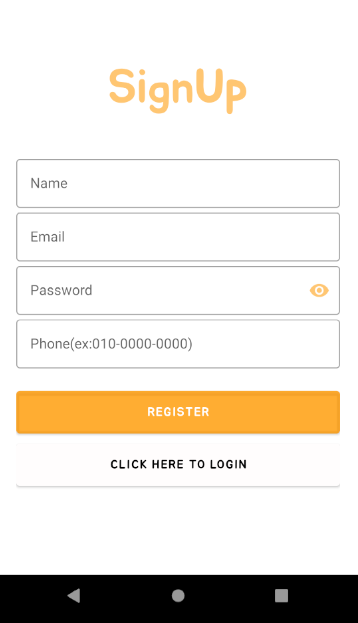 SignUp
Name
Email
Password
Phone(ex:010-0000-0000)
REGISTER
CLICK HERE TO LOGIN